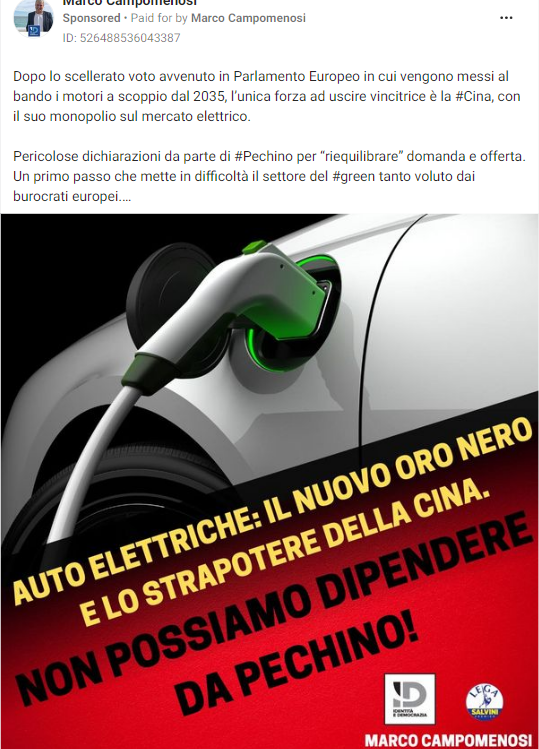 Marco Campomenosi
Sponsored • Paid for by Marco Campomenosi
ID: 526488536043387
Dopo lo scellerato voto avvenuto in Parlamento Europeo in cui vengono messi al
bando i motori a scoppio dal 2035, l’unica forza ad uscire vincitrice è la #Cina, con
il suo monopolio sul mercato elettrico.
Pericolose dichiarazioni da parte di #Pechino per “riequilibrare” domanda e offerta.
Un primo passo che mette in difficoltà il settore del #green tanto voluto dai
burocrati europei....
AUTO ELETTRICHE: IL NUOVO ORO NERO
E LO STRAPOTERE DELLA CINA.
NON POSSIAMO DIPENDERE
DA PECHINO!
ID
IDENTITÀ
E DEMOCRAZIA
LEGA
SALVINI
MARCO CAMPOMENOSI